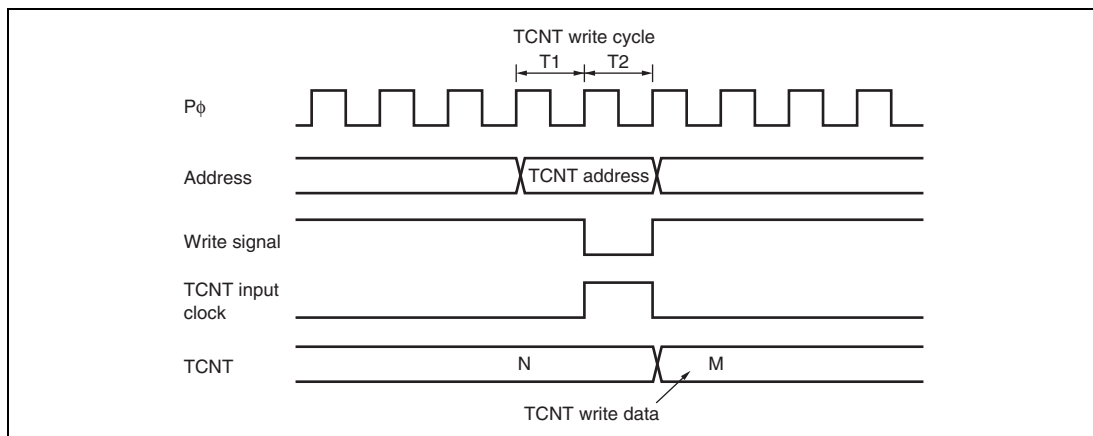 TCNT write cycle
T1 T2
Pϕ
Address
TCNT address
Write signal
TCNT input
clock
TCNT
N
M
TCNT write data